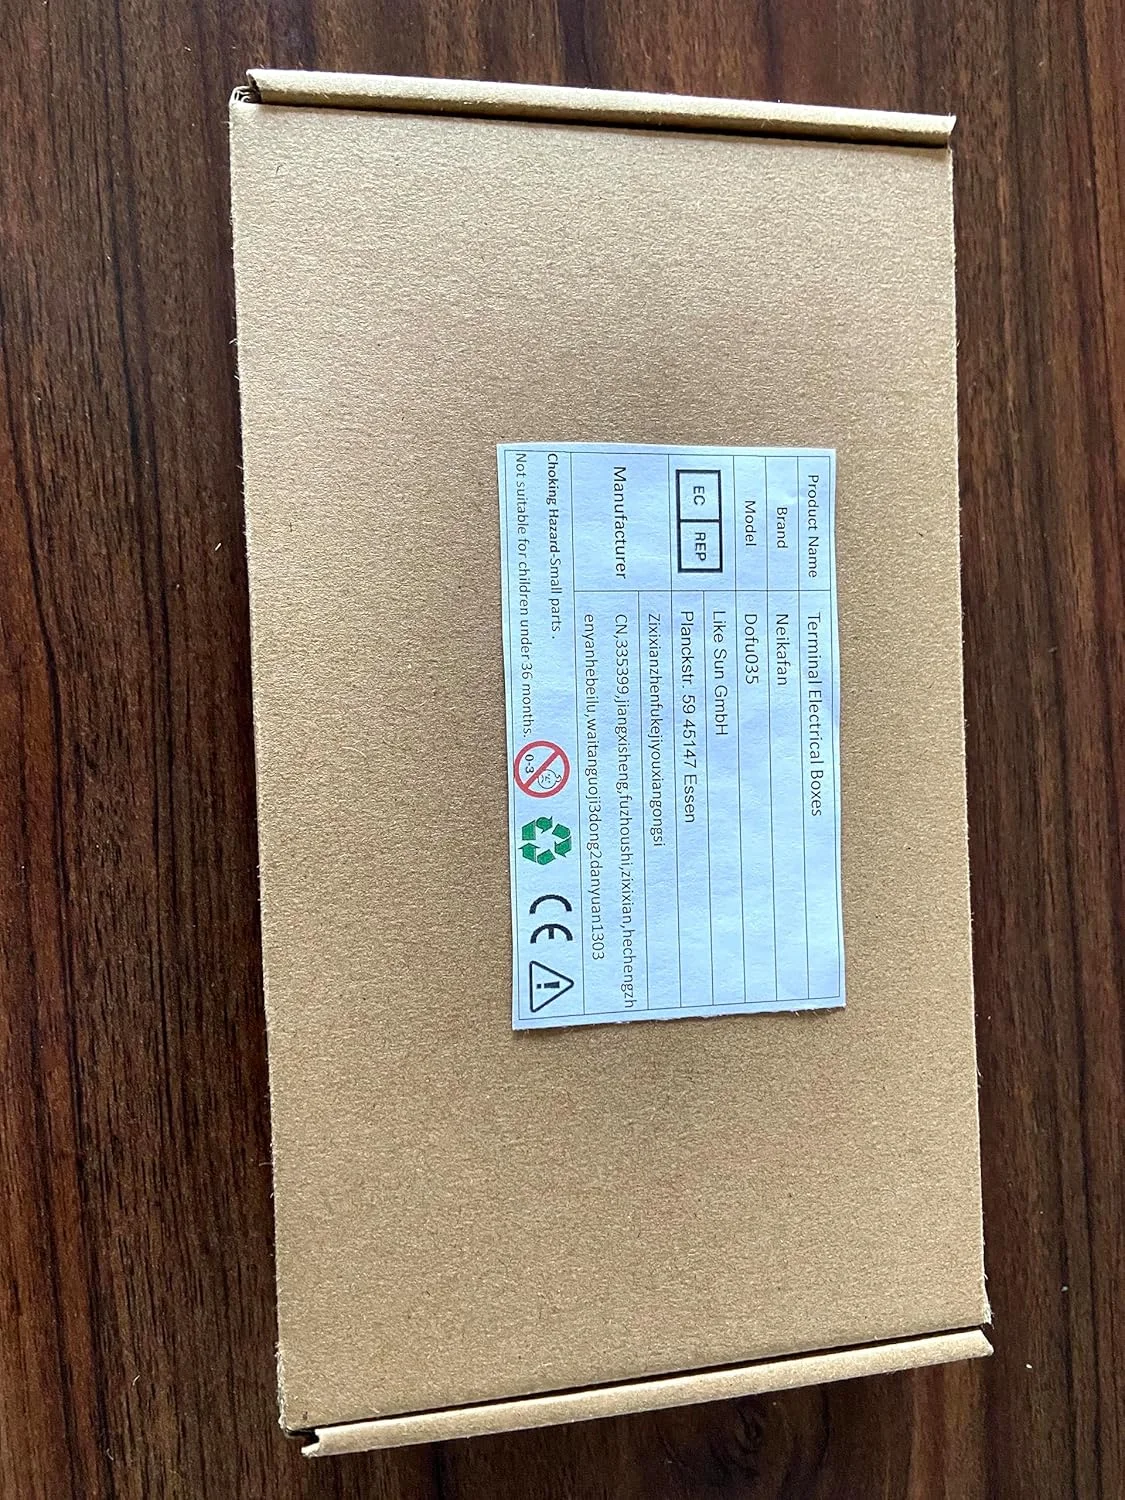 Product Name Terminal Electrical Boxes
Brand Neikafan
Model Dofu035
EC REP Like Sun GmbH
Planckstr. 59 45147 Essen
Manufacturer Zixixianzhenfukejiyouxiangongsi
CN,335399,jiangxisheng,fuzhoushi,zixixian,hechengzh
enyanhebeilu,waitanguoji3dong2danyuan1303
Choking Hazard-Small parts .
Not suitable for children under 36 months.
0-3
CE